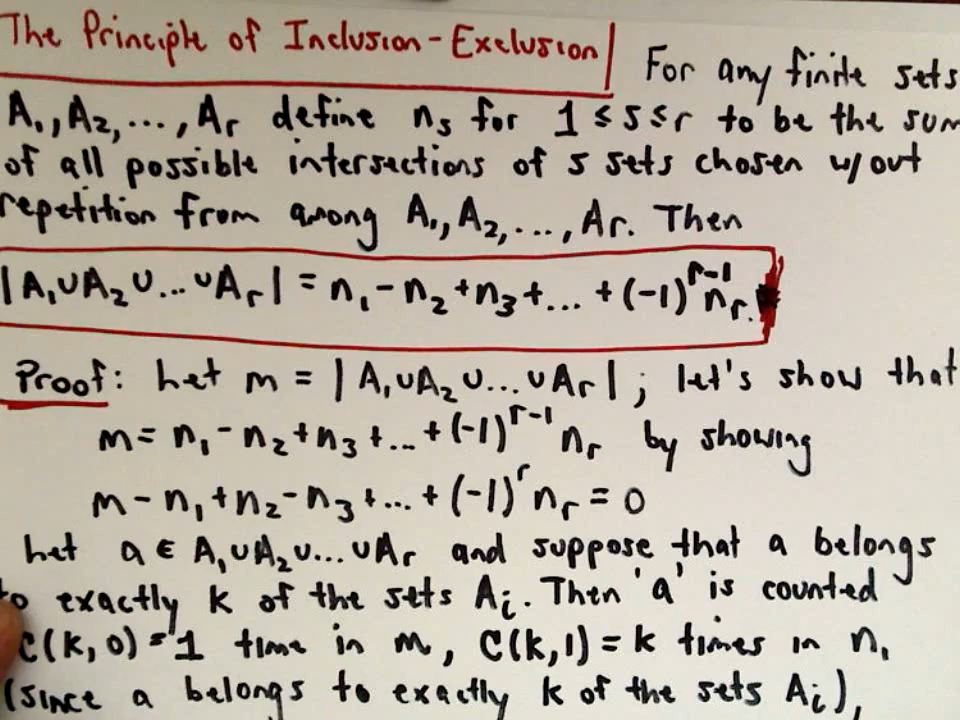 The Principle of Inclusion-Exclusion
For any finite sets
A₁, A₂, ..., Aᵣ define nₛ for 1 ≤ s ≤ r to be the sum
of all possible intersections of s sets chosen w/out
repetition from among A₁, A₂, ..., Aᵣ. Then
|A₁∪A₂∪...∪Aᵣ| = n₁ - n₂ + n₃ + ... + (-1)ʳ⁻¹nᵣ.
Proof: Let m = |A₁∪A₂∪...∪Aᵣ|; let's show that
m = n₁ - n₂ + n₃ + ... + (-1)ʳ⁻¹ nᵣ by showing
m - n₁ + n₂ - n₃ + ... + (-1)ʳ nᵣ = 0
Let a ∈ A₁∪A₂∪...∪Aᵣ and suppose that a belongs
to exactly k of the sets Aᵢ. Then 'a' is counted
C(k,0) = 1 time in m, C(k,1) = k times in n₁
(since a belongs to exactly k of the sets Aᵢ),